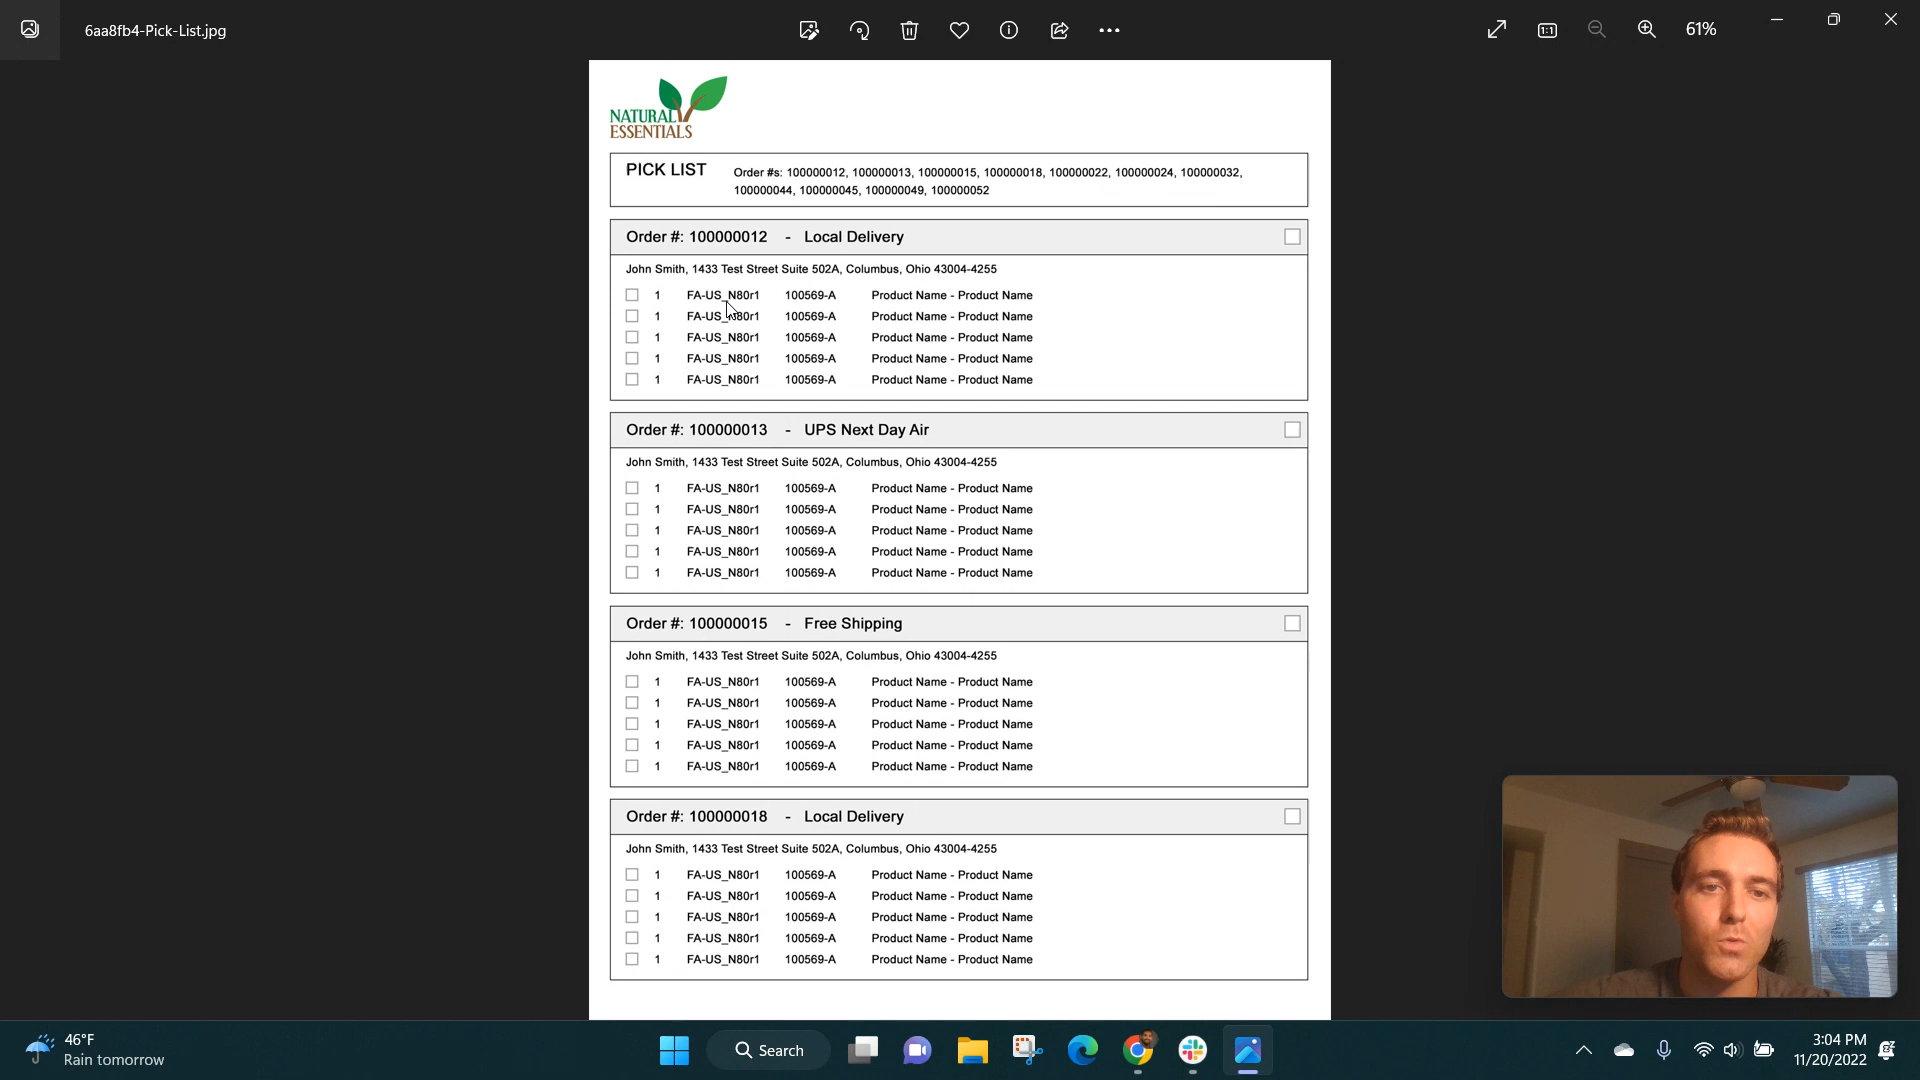 6aa8fb4-Pick-List.jpg
61%
NATURAL
ESSENTIALS
PICK LIST
Order #s: 100000012, 100000013, 100000015, 100000018, 100000022, 100000024, 100000032,
100000044, 100000045, 100000049, 100000052
Order #: 100000012 - Local Delivery
John Smith, 1433 Test Street Suite 502A, Columbus, Ohio 43004-4255
1 FA-US_N80r1 100569-A Product Name - Product Name
1 FA-US_N80r1 100569-A Product Name - Product Name
1 FA-US_N80r1 100569-A Product Name - Product Name
1 FA-US_N80r1 100569-A Product Name - Product Name
1 FA-US_N80r1 100569-A Product Name - Product Name
Order #: 100000013 - UPS Next Day Air
John Smith, 1433 Test Street Suite 502A, Columbus, Ohio 43004-4255
1 FA-US_N80r1 100569-A Product Name - Product Name
1 FA-US_N80r1 100569-A Product Name - Product Name
1 FA-US_N80r1 100569-A Product Name - Product Name
1 FA-US_N80r1 100569-A Product Name - Product Name
1 FA-US_N80r1 100569-A Product Name - Product Name
Order #: 100000015 - Free Shipping
John Smith, 1433 Test Street Suite 502A, Columbus, Ohio 43004-4255
1 FA-US_N80r1 100569-A Product Name - Product Name
1 FA-US_N80r1 100569-A Product Name - Product Name
1 FA-US_N80r1 100569-A Product Name - Product Name
1 FA-US_N80r1 100569-A Product Name - Product Name
1 FA-US_N80r1 100569-A Product Name - Product Name
Order #: 100000018 - Local Delivery
John Smith, 1433 Test Street Suite 502A, Columbus, Ohio 43004-4255
1 FA-US_N80r1 100569-A Product Name - Product Name
1 FA-US_N80r1 100569-A Product Name - Product Name
1 FA-US_N80r1 100569-A Product Name - Product Name
1 FA-US_N80r1 100569-A Product Name - Product Name
1 FA-US_N80r1 100569-A Product Name - Product Name
46°F
Rain tomorrow
Search
3:04 PM
11/20/2022